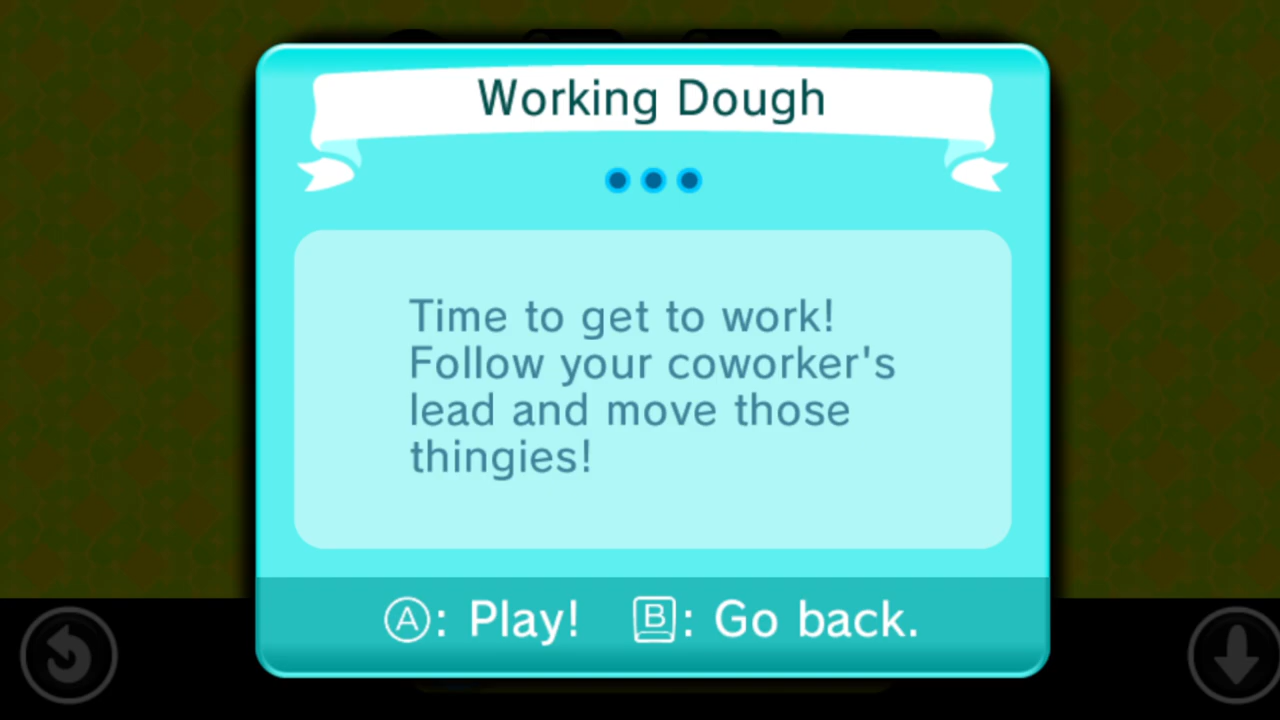 Working Dough
Time to get to work!
Follow your coworker's
lead and move those
thingies!
Ⓐ: Play! 🄱: Go back.